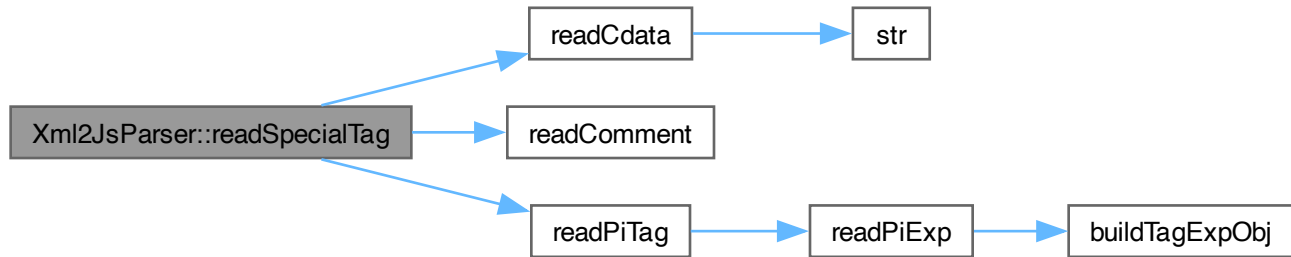 readCdata
str
Xml2JsParser::readSpecialTag
readComment
readPiTag
readPiExp
buildTagExpObj